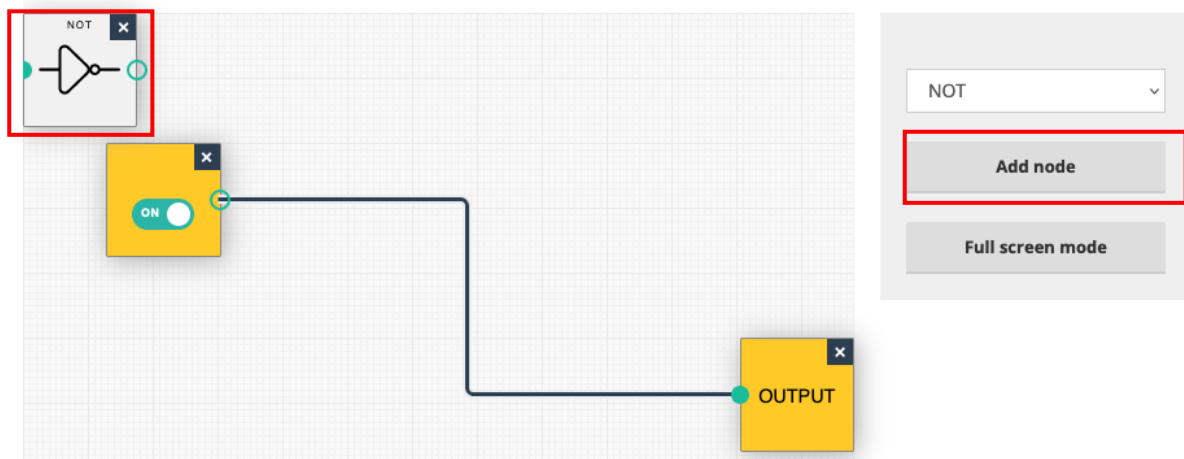 NOT
ON
OUTPUT
NOT
Add node
Full screen mode